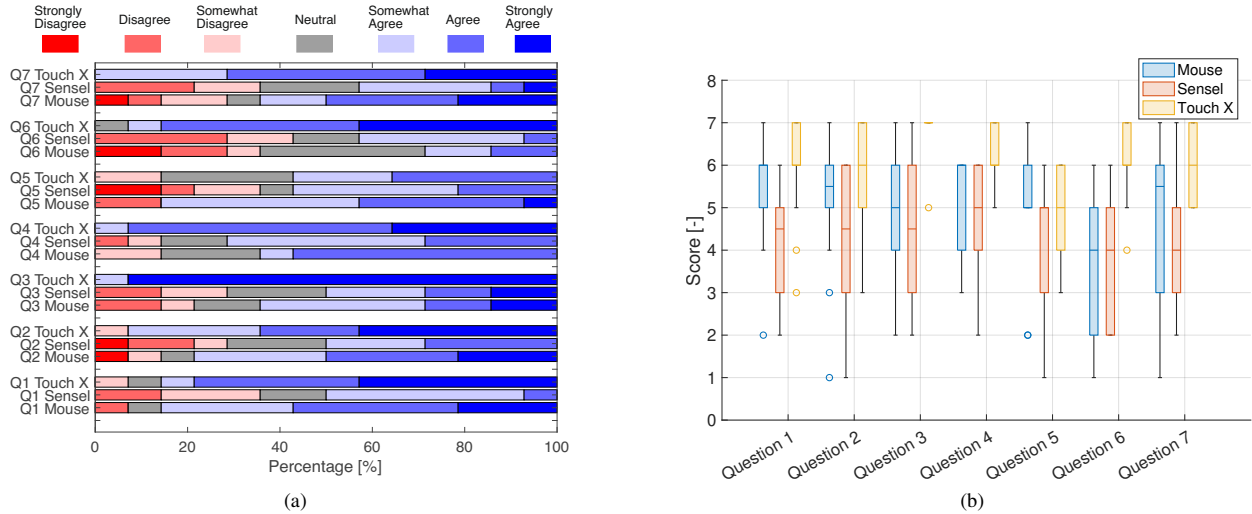 Strongly
Disagree
Disagree
Somewhat
Disagree
Neutral
Somewhat
Agree
Agree
Strongly
Agree
Q7 Touch X
Q7 Sensel
Q7 Mouse
Q6 Touch X
Q6 Sensel
Q6 Mouse
Q5 Touch X
Q5 Sensel
Q5 Mouse
Q4 Touch X
Q4 Sensel
Q4 Mouse
Q3 Touch X
Q3 Sensel
Q3 Mouse
Q2 Touch X
Q2 Sensel
Q2 Mouse
Q1 Touch X
Q1 Sensel
Q1 Mouse
0 20 40 60 80 100
Percentage [%]
(a)
Mouse
Sensel
Touch X
8
7
6
5
4
3
2
1
0
Score [-]
Question 1
Question 2
Question 3
Question 4
Question 5
Question 6
Question 7
(b)